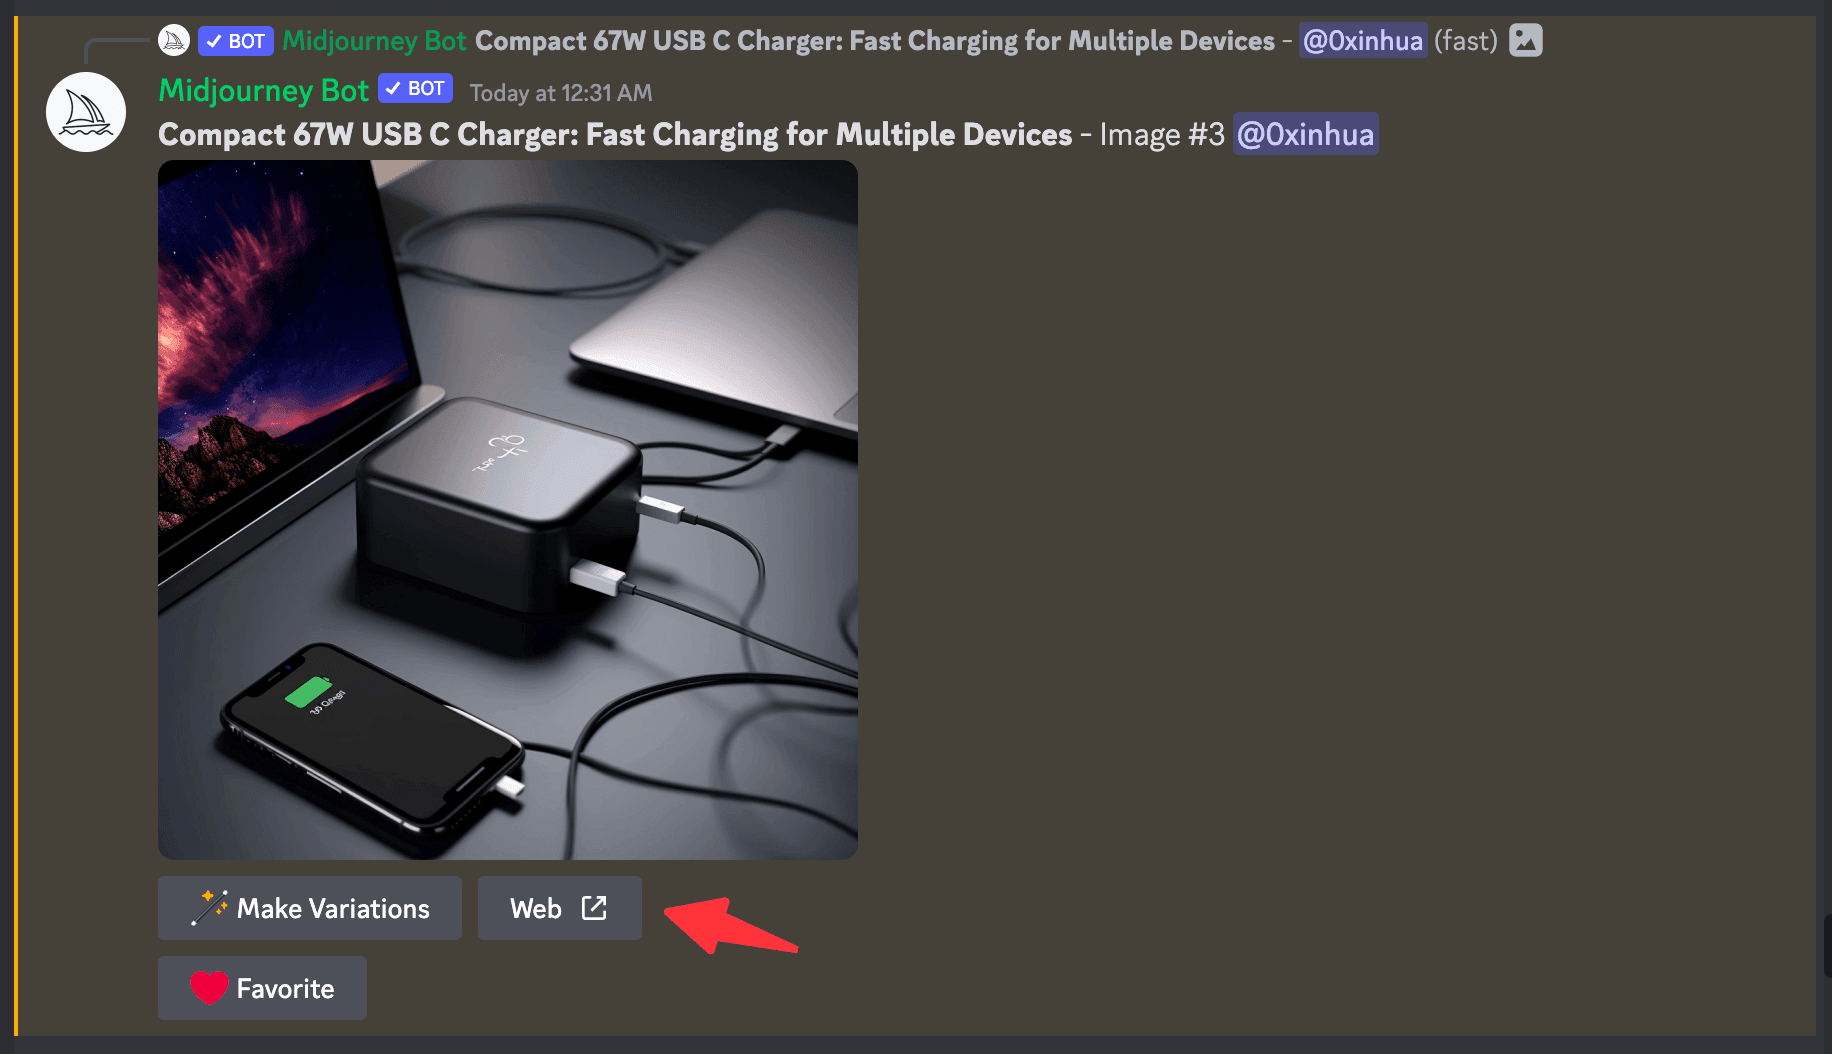 BOT Midjourney Bot Compact 67W USB C Charger: Fast Charging for Multiple Devices - @0xinhua (fast)
Midjourney Bot BOT Today at 12:31 AM
Compact 67W USB C Charger: Fast Charging for Multiple Devices - Image #3 @0xinhua
Make Variations
Web
Favorite